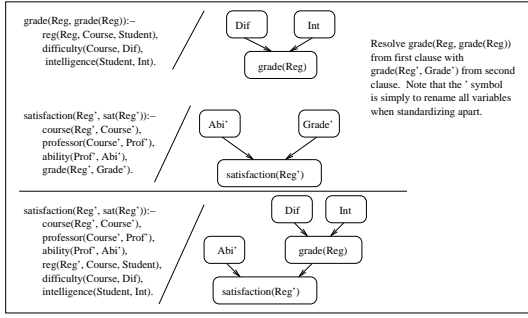 grade(Reg, grade(Reg)):–
reg(Reg, Course, Student),
difficulty(Course, Dif),
intelligence(Student, Int).
Dif
Int
grade(Reg)
Resolve grade(Reg, grade(Reg))
from first clause with
grade(Reg’, Grade’) from second
clause. Note that the ’ symbol
is simply to rename all variables
when standardizing apart.
satisfaction(Reg’, sat(Reg’)):–
course(Reg’, Course’),
professor(Course’, Prof’),
ability(Prof’, Abi’),
grade(Reg’, Grade’).
Abi’
Grade’
satisfaction(Reg’)
satisfaction(Reg’, sat(Reg’)):–
course(Reg’, Course’),
professor(Course’, Prof’),
ability(Prof’, Abi’),
reg(Reg’, Course, Student),
difficulty(Course, Dif),
intelligence(Student, Int).
Dif
Int
Abi’
grade(Reg)
satisfaction(Reg’)